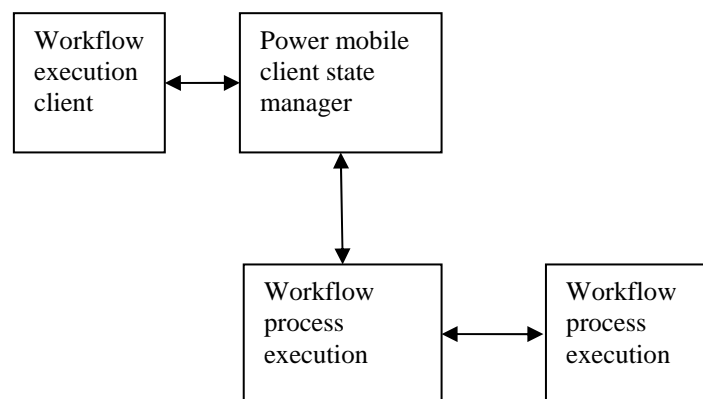 Workflow
execution
client
Power mobile
client state
manager
Workflow
process
execution
Workflow
process
execution